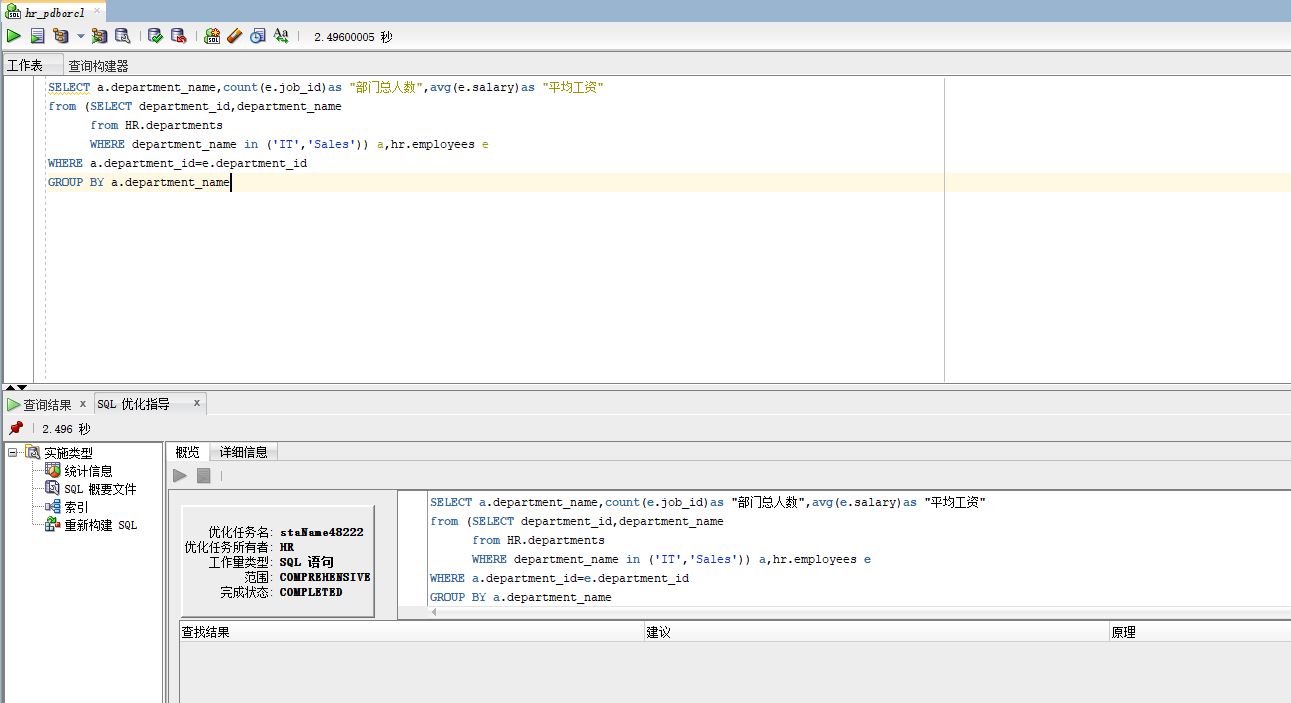 hr_pdborcl
2.49600005 秒
工作表 查询构建器
SELECT a.department_name,count(e.job_id)as "部门总人数",avg(e.salary)as "平均工资"
from (SELECT department_id,department_name
from HR.departments
WHERE department_name in ('IT','Sales')) a,hr.employees e
WHERE a.department_id=e.department_id
GROUP BY a.department_name
查询结果 x SQL 优化指导 x
2.496 秒
实施类型
统计信息
SQL 概要文件
索引
重新构建 SQL
概览 详细信息
优化任务名: staName48222
优化任务所有者: HR
工作量类型: SQL 语句
范围: COMPREHENSIVE
完成状态: COMPLETED
SELECT a.department_name,count(e.job_id)as "部门总人数",avg(e.salary)as "平均工资"
from (SELECT department_id,department_name
from HR.departments
WHERE department_name in ('IT','Sales')) a,hr.employees e
WHERE a.department_id=e.department_id
GROUP BY a.department_name
查找结果 建议 原理